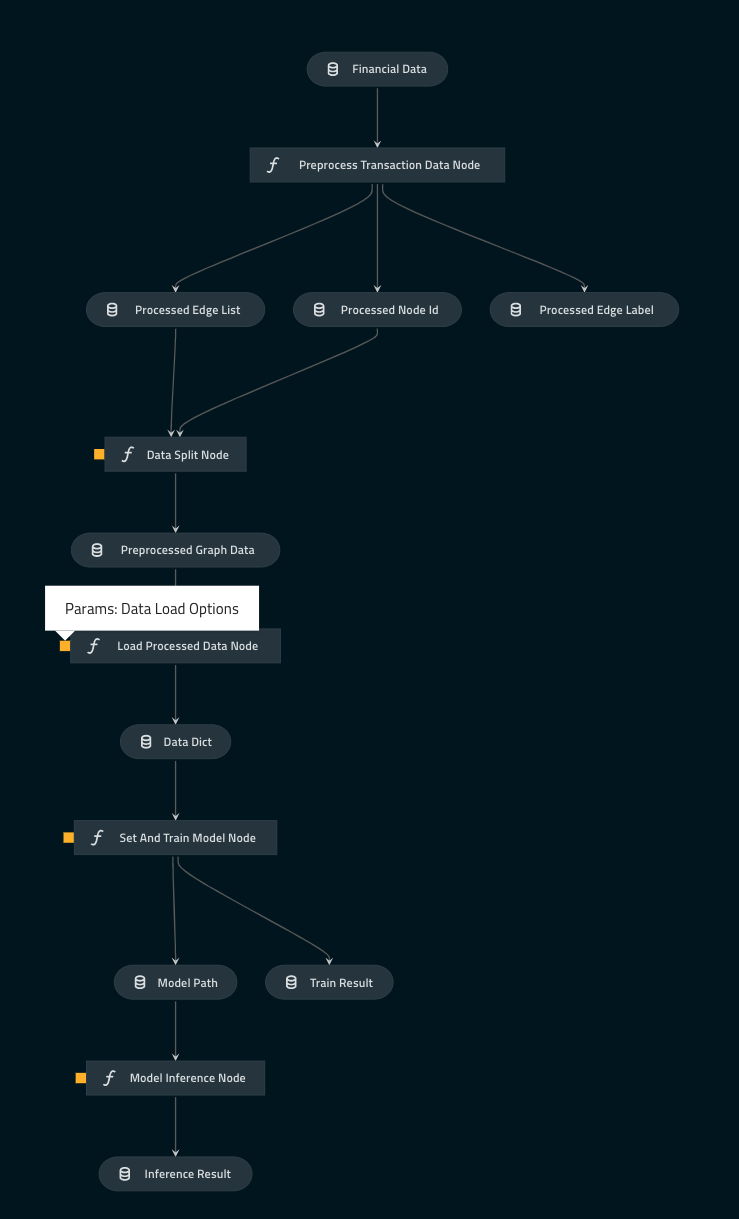 Financial Data
Preprocess Transaction Data Node
Processed Edge List
Processed Node Id
Processed Edge Label
Data Split Node
Preprocessed Graph Data
Params: Data Load Options
Load Processed Data Node
Data Dict
Set And Train Model Node
Model Path
Train Result
Model Inference Node
Inference Result